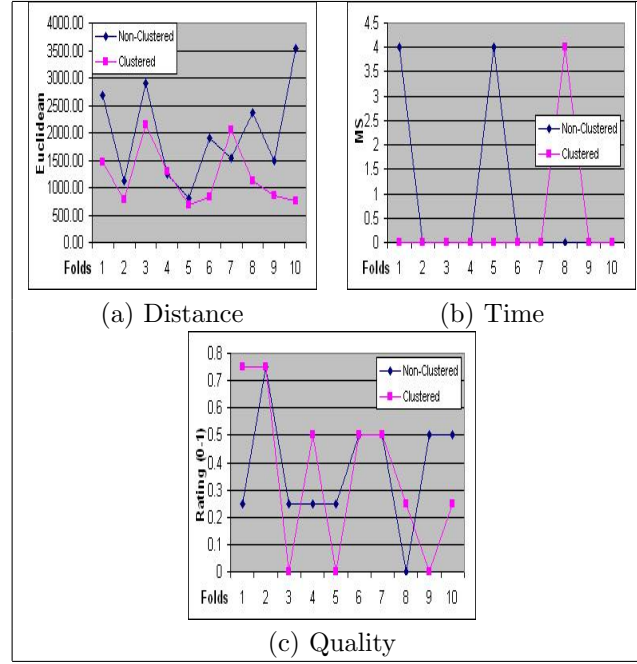 4000.00
3500.00
3000.00
2500.00
2000.00
1500.00
1000.00
500.00
0.00
Euclidean
Non-Clustered
Clustered
Folds 1 2 3 4 5 6 7 8 9 10
(a) Distance
4.5
4
3.5
3
2.5
2
1.5
1
0.5
0
MS
Non-Clustered
Clustered
Folds 1 2 3 4 5 6 7 8 9 10
(b) Time
0.8
0.7
0.6
0.5
0.4
0.3
0.2
0.1
0
Rating (0-1)
Non-Clustered
Clustered
Folds 1 2 3 4 5 6 7 8 9 10
(c) Quality